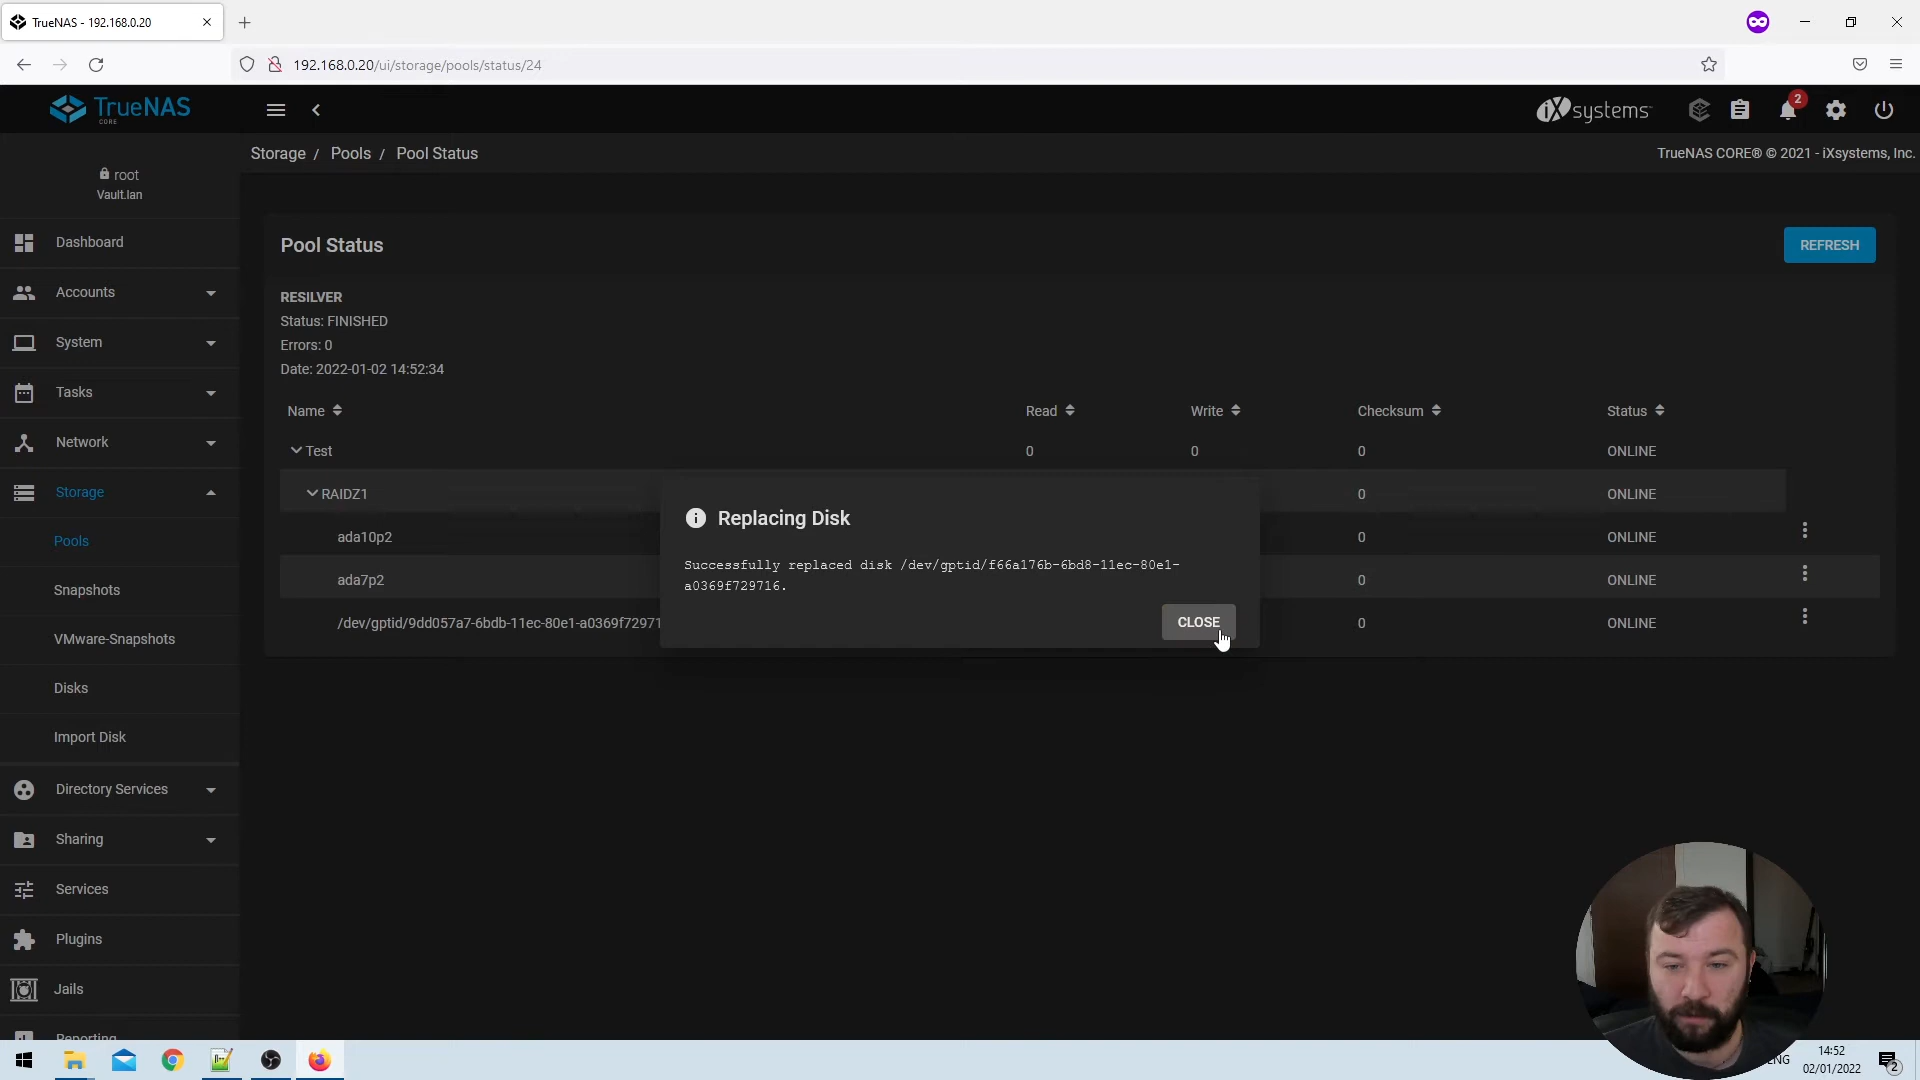 TrueNAS - 192.168.0.20
192.168.0.20/ui/storage/pools/status/24
TrueNAS
CORE
iXsystems
2
Storage / Pools / Pool Status
TrueNAS CORE® © 2021 - iXsystems, Inc.
root
Vault.lan
Dashboard
Accounts
System
Tasks
Network
Storage
Pools
Snapshots
VMware-Snapshots
Disks
Import Disk
Directory Services
Sharing
Services
Plugins
Jails
Reporting
Pool Status
REFRESH
RESILVER
Status: FINISHED
Errors: 0
Date: 2022-01-02 14:52:34
Name Read Write Checksum Status
Test 0 0 0 ONLINE
RAIDZ1 0 ONLINE
ada10p2 0 ONLINE
ada7p2 0 ONLINE
/dev/gptid/9dd057a7-6bdb-11ec-80e1-a0369f72971 0 ONLINE
Replacing Disk
Successfully replaced disk /dev/gptid/f66a176b-6bd8-11ec-80e1-
a0369f729716.
CLOSE
ENG
14:52
02/01/2022
2